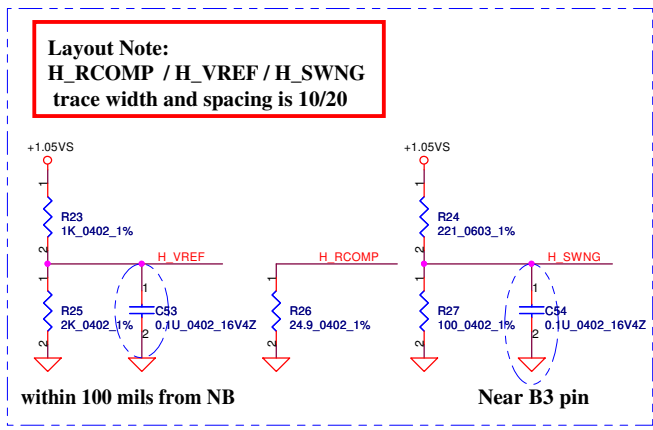 Layout Note:
H_RCOMP / H_VREF / H_SWNG
trace width and spacing is 10/20
+1.05VS
+1.05VS
1
R23
1K_0402_1%
2
1
R24
221_0603_1%
2
H_VREF
H_RCOMP
H_SWNG
1
R25
2K_0402_1%
2
1
C53
0.1U_0402_16V4Z
2
1
R26
24.9_0402_1%
2
1
R27
100_0402_1%
2
1
C54
0.1U_0402_16V4Z
2
within 100 mils from NB
Near B3 pin